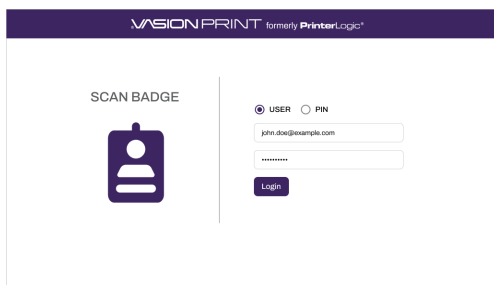 VASION PRINT formerly PrinterLogic®
SCAN BADGE
USER PIN
john.doe@example.com
••••••••••
Login